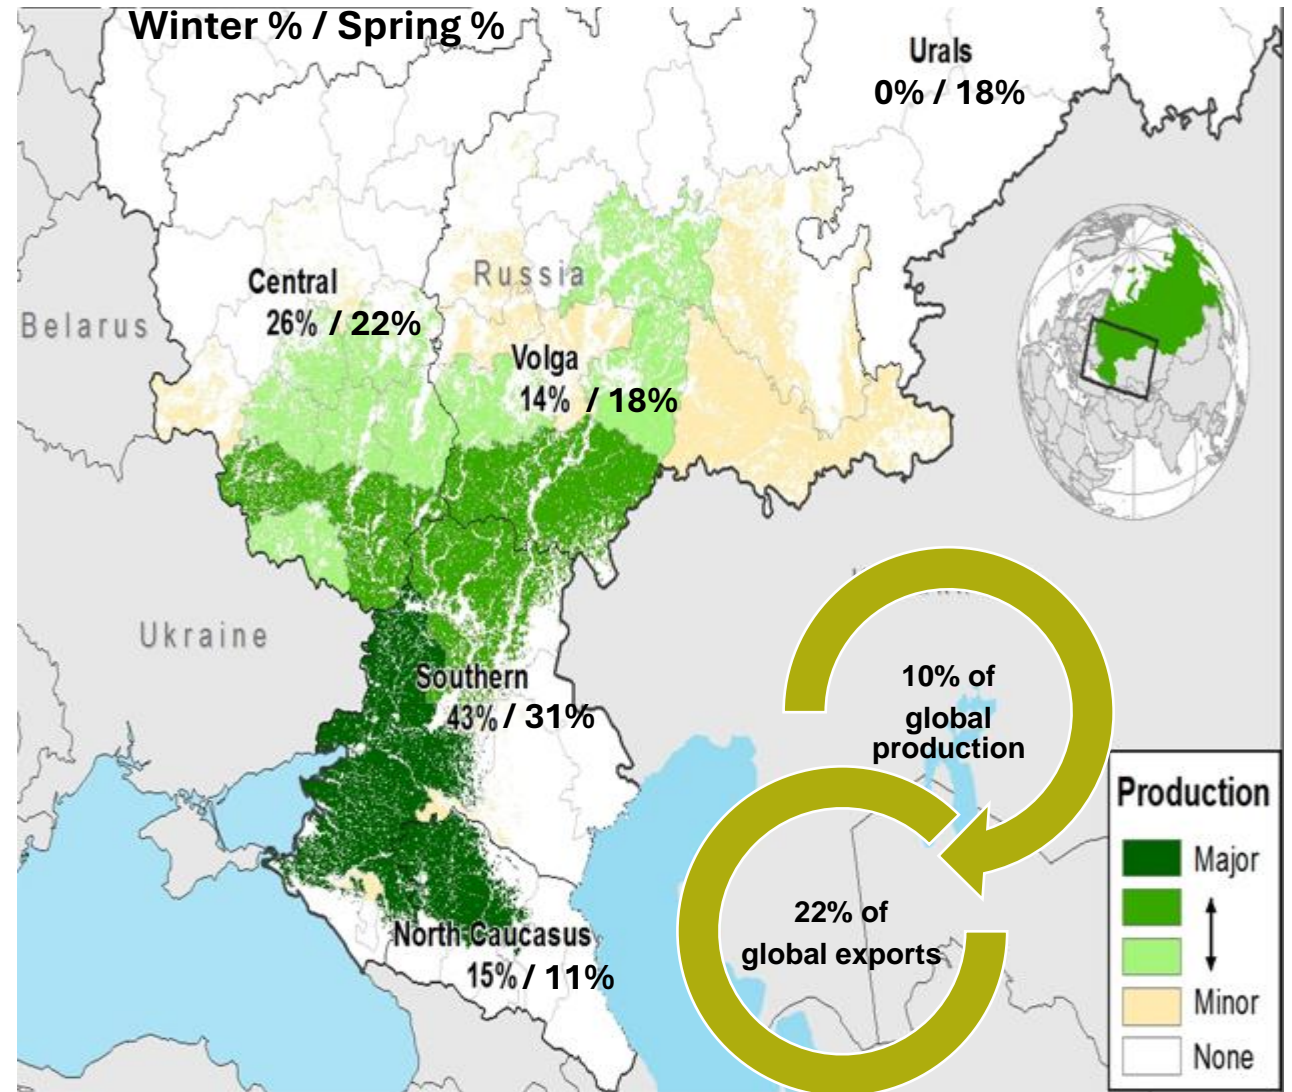 Winter % / Spring %
Urals
0% / 18%
Central
26% / 22%
Russia
Belarus
Volga
14% / 18%
Ukraine
Southern
43% / 31%
10% of
global
production
22% of
global exports
North Caucasus
15% / 11%
Production
Major
Minor
None